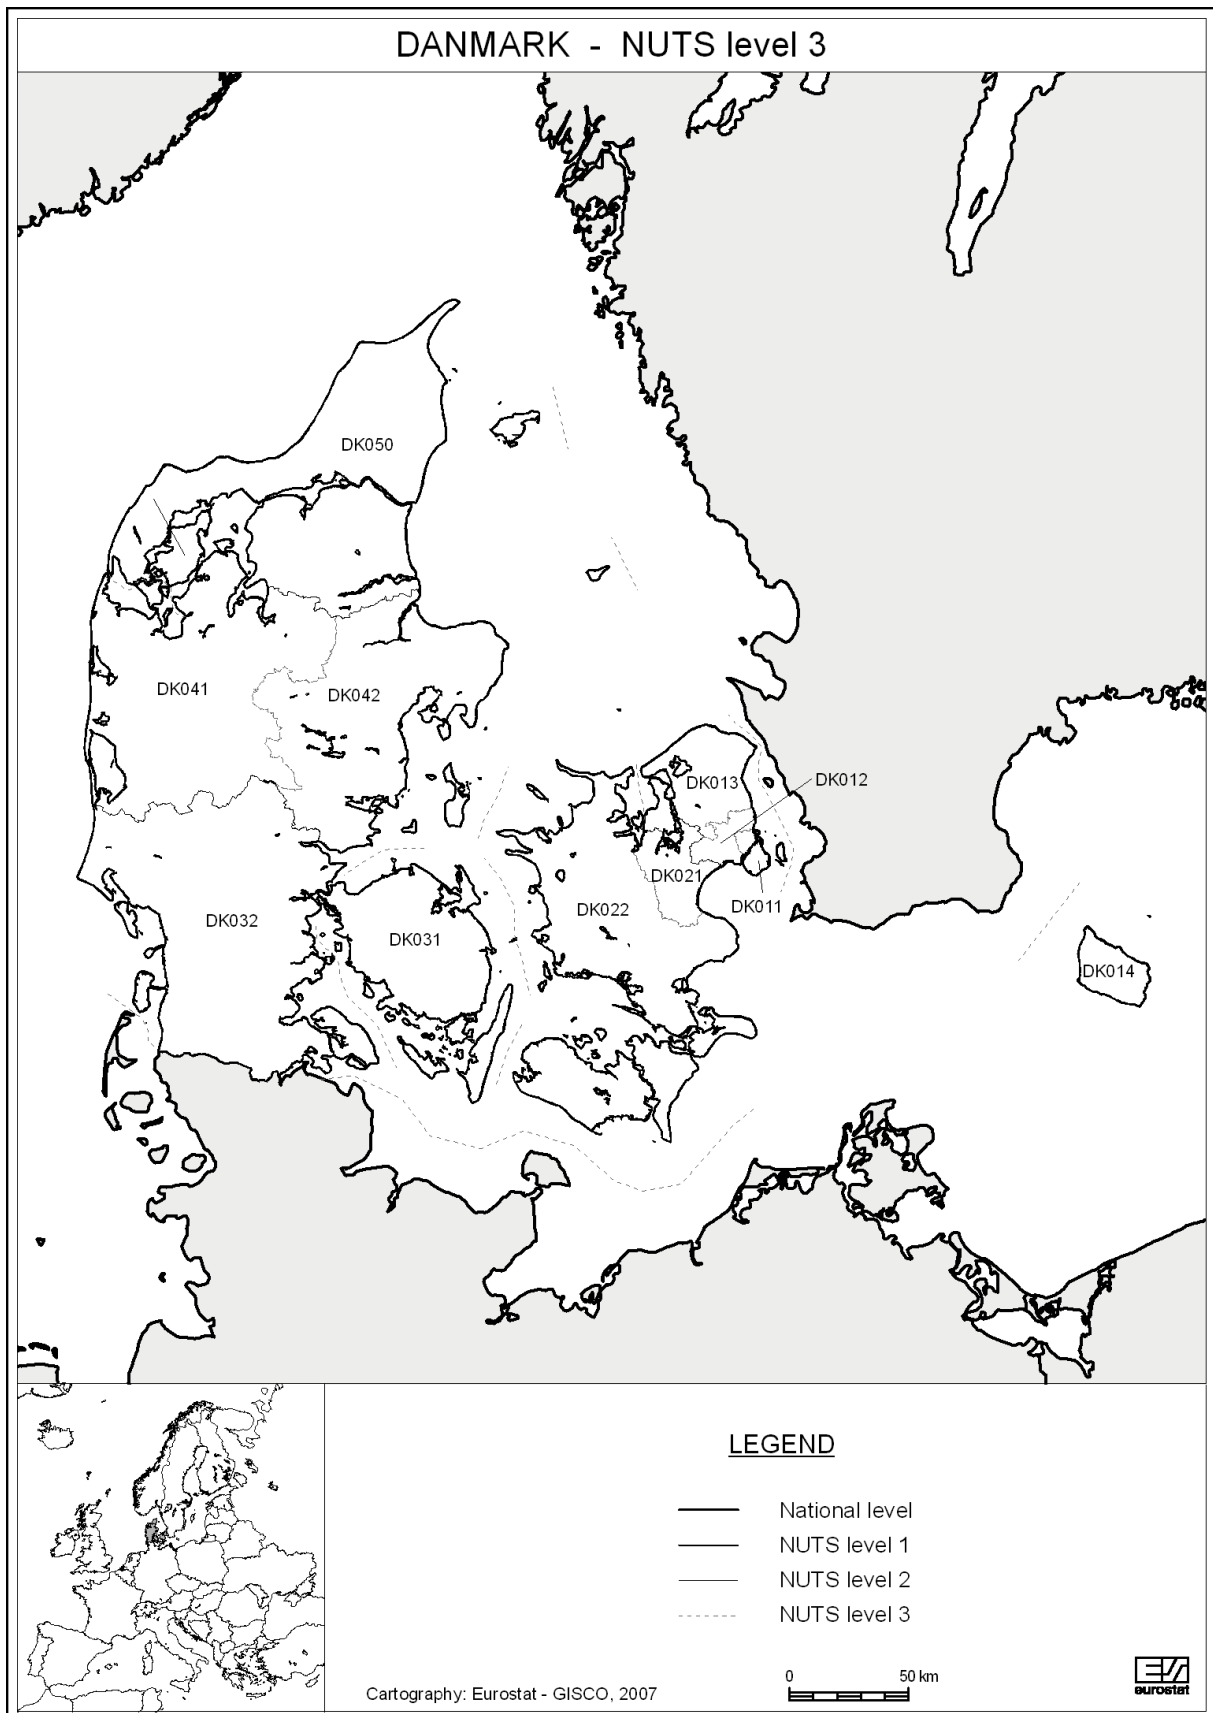 DANMARK - NUTS level 3
DK050
DK041
DK042
DK013
DK012
DK021
DK011
DK022
DK032
DK031
DK014
LEGEND
National level
NUTS level 1
NUTS level 2
NUTS level 3
0 50 km
Cartography: Eurostat - GISCO, 2007
eurostat